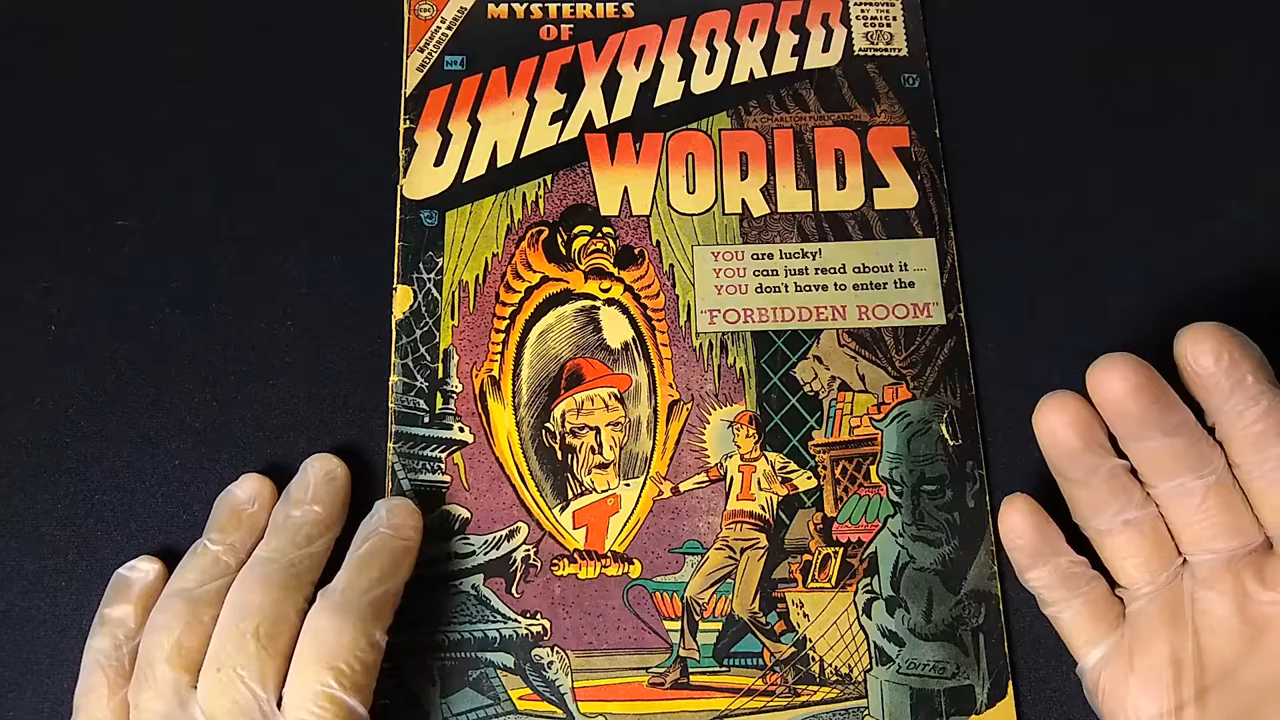 CDC
Mysteries of
UNEXPLORED WORLDS
Nº4
MYSTERIES
OF
UNEXPLORED
WORLDS
APPROVED
BY THE
COMICS
CODE
AUTHORITY
10¢
A CHARLTON PUBLICATION
YOU are lucky!
YOU can just read about it ....
YOU don't have to enter the
"FORBIDDEN ROOM"
I
I
DITKO